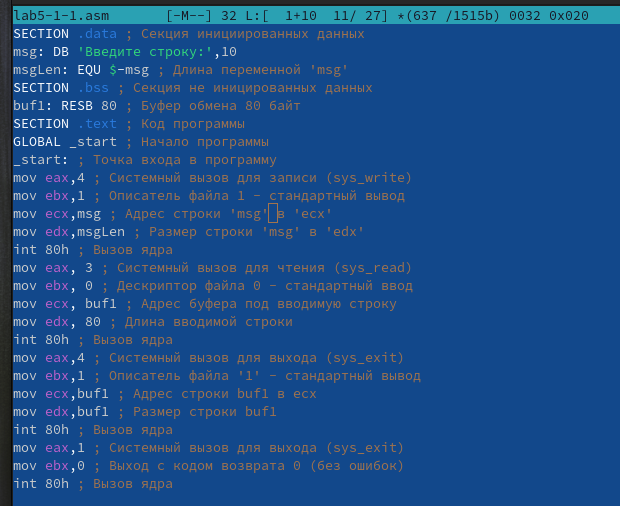 lab5-1-1.asm [-M--] 32 L:[ 1+10 11/ 27] *(637 /1515b) 0032 0x020
SECTION .data ; Секция инициированных данных
msg: DB 'Введите строку:',10
msgLen: EQU $-msg ; Длина переменной 'msg'
SECTION .bss ; Секция не иницированных данных
buf1: RESB 80 ; Буфер обмена 80 байт
SECTION .text ; Код программы
GLOBAL _start ; Начало программы
_start: ; Точка входа в программу
mov eax,4 ; Системный вызов для записи (sys_write)
mov ebx,1 ; Описатель файла 1 - стандартный вывод
mov ecx,msg ; Адрес строки 'msg' в 'ecx'
mov edx,msgLen ; Размер строки 'msg' в 'edx'
int 80h ; Вызов ядра
mov eax, 3 ; Системный вызов для чтения (sys_read)
mov ebx, 0 ; Дескриптор файла 0 - стандартный ввод
mov ecx, buf1 ; Адрес буфера под вводимую строку
mov edx, 80 ; Длина вводимой строки
int 80h ; Вызов ядра
mov eax,4 ; Системный вызов для выхода (sys_exit)
mov ebx,1 ; Описатель файла '1' - стандартный вывод
mov ecx,buf1 ; Адрес строки buf1 в ecx
mov edx,buf1 ; Размер строки buf1
int 80h ; Вызов ядра
mov eax,1 ; Системный вызов для выхода (sys_exit)
mov ebx,0 ; Выход с кодом возврата 0 (без ошибок)
int 80h ; Вызов ядра